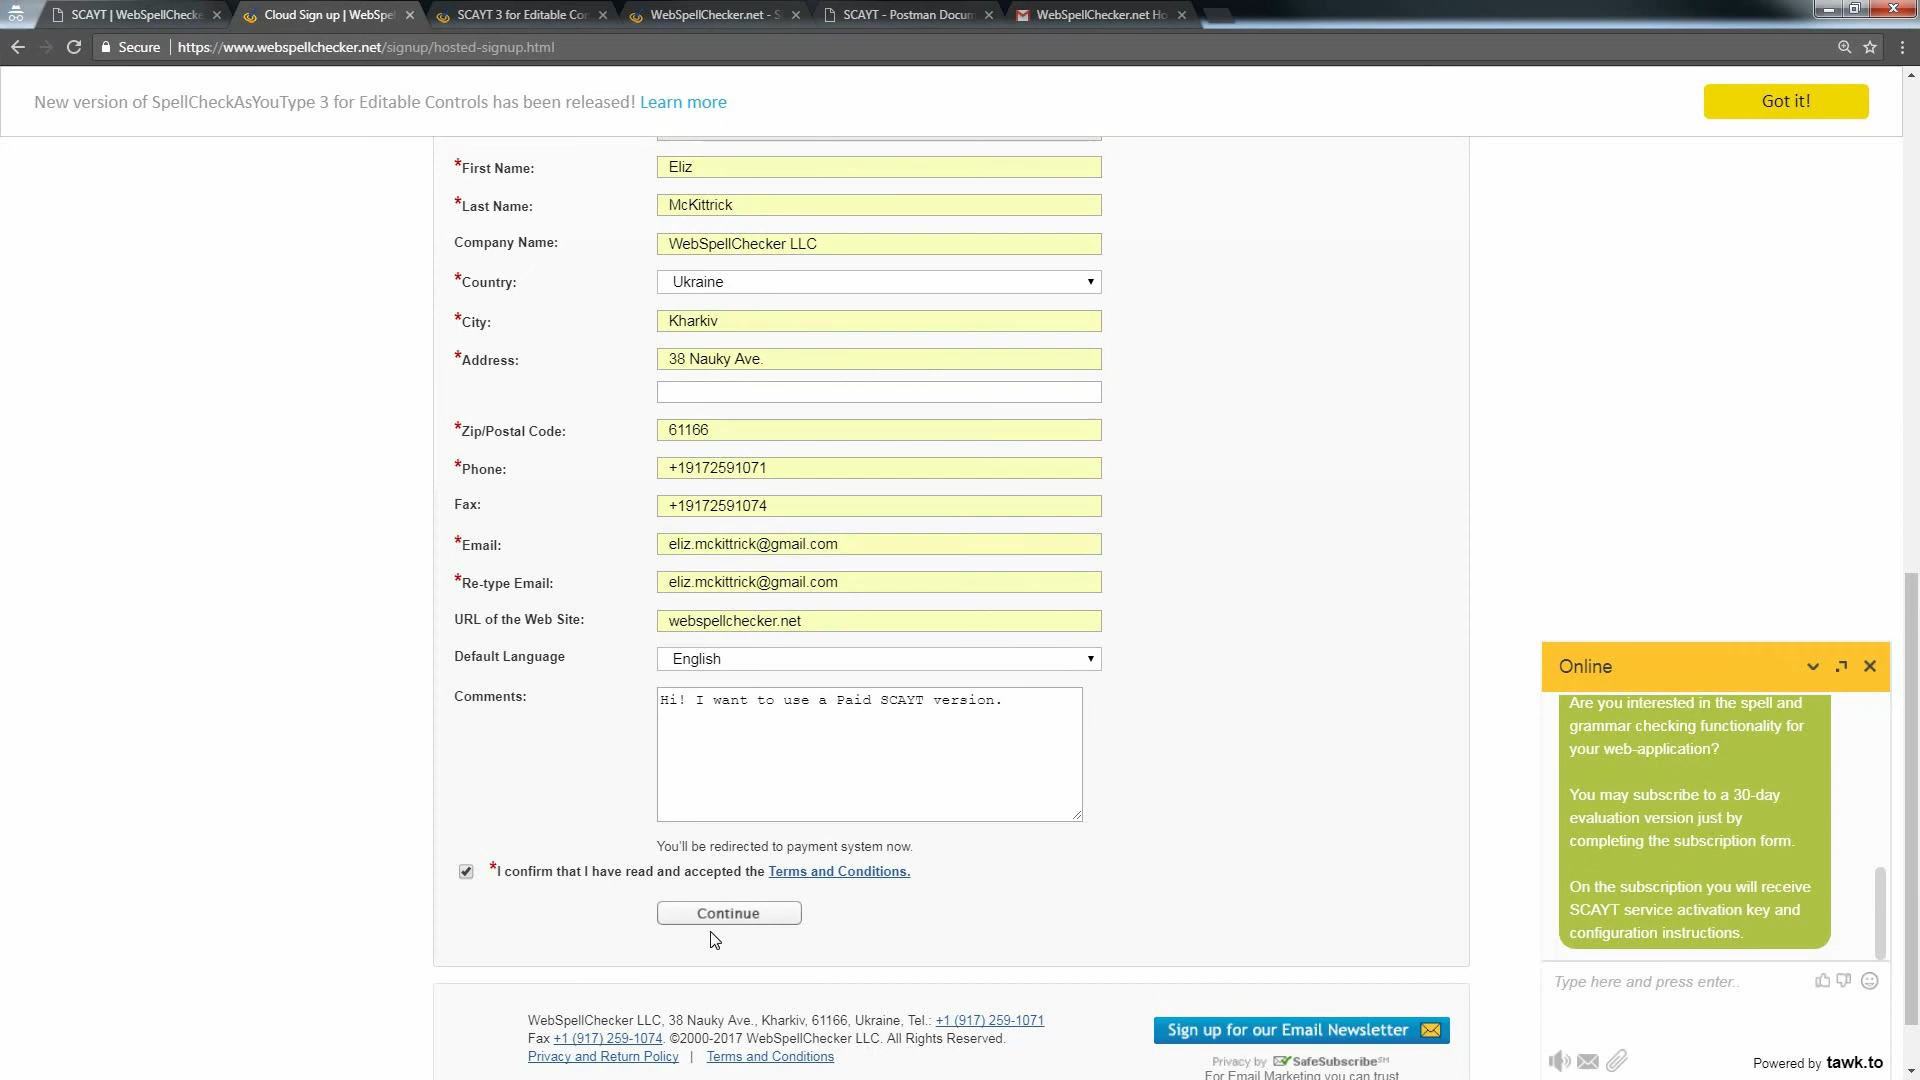 SCAYT | WebSpellChecke
Cloud Sign up | WebSpel
SCAYT 3 for Editable Co
WebSpellChecker.net - S
SCAYT - Postman Docum
WebSpellChecker.net Ho
Secure | https://www.webspellchecker.net/signup/hosted-signup.html
New version of SpellCheckAsYouType 3 for Editable Controls has been released! Learn more
Got it!
*First Name: Eliz
*Last Name: McKittrick
Company Name: WebSpellChecker LLC
*Country: Ukraine
*City: Kharkiv
*Address: 38 Nauky Ave.
*Zip/Postal Code: 61166
*Phone: +19172591071
Fax: +19172591074
*Email: eliz.mckittrick@gmail.com
*Re-type Email: eliz.mckittrick@gmail.com
URL of the Web Site: webspellchecker.net
Default Language English
Comments: Hi! I want to use a Paid SCAYT version.
You'll be redirected to payment system now.
*I confirm that I have read and accepted the Terms and Conditions.
Continue
WebSpellChecker LLC, 38 Nauky Ave., Kharkiv, 61166, Ukraine, Tel.: +1 (917) 259-1071
Fax +1 (917) 259-1074. ©2000-2017 WebSpellChecker LLC. All Rights Reserved.
Privacy and Return Policy | Terms and Conditions
Sign up for our Email Newsletter
Privacy by SafeSubscribe℠
For Email Marketing you can trust
Online
Are you interested in the spell and
grammar checking functionality for
your web-application?
You may subscribe to a 30-day
evaluation version just by
completing the subscription form.
On the subscription you will receive
SCAYT service activation key and
configuration instructions.
Type here and press enter..
Powered by tawk.to